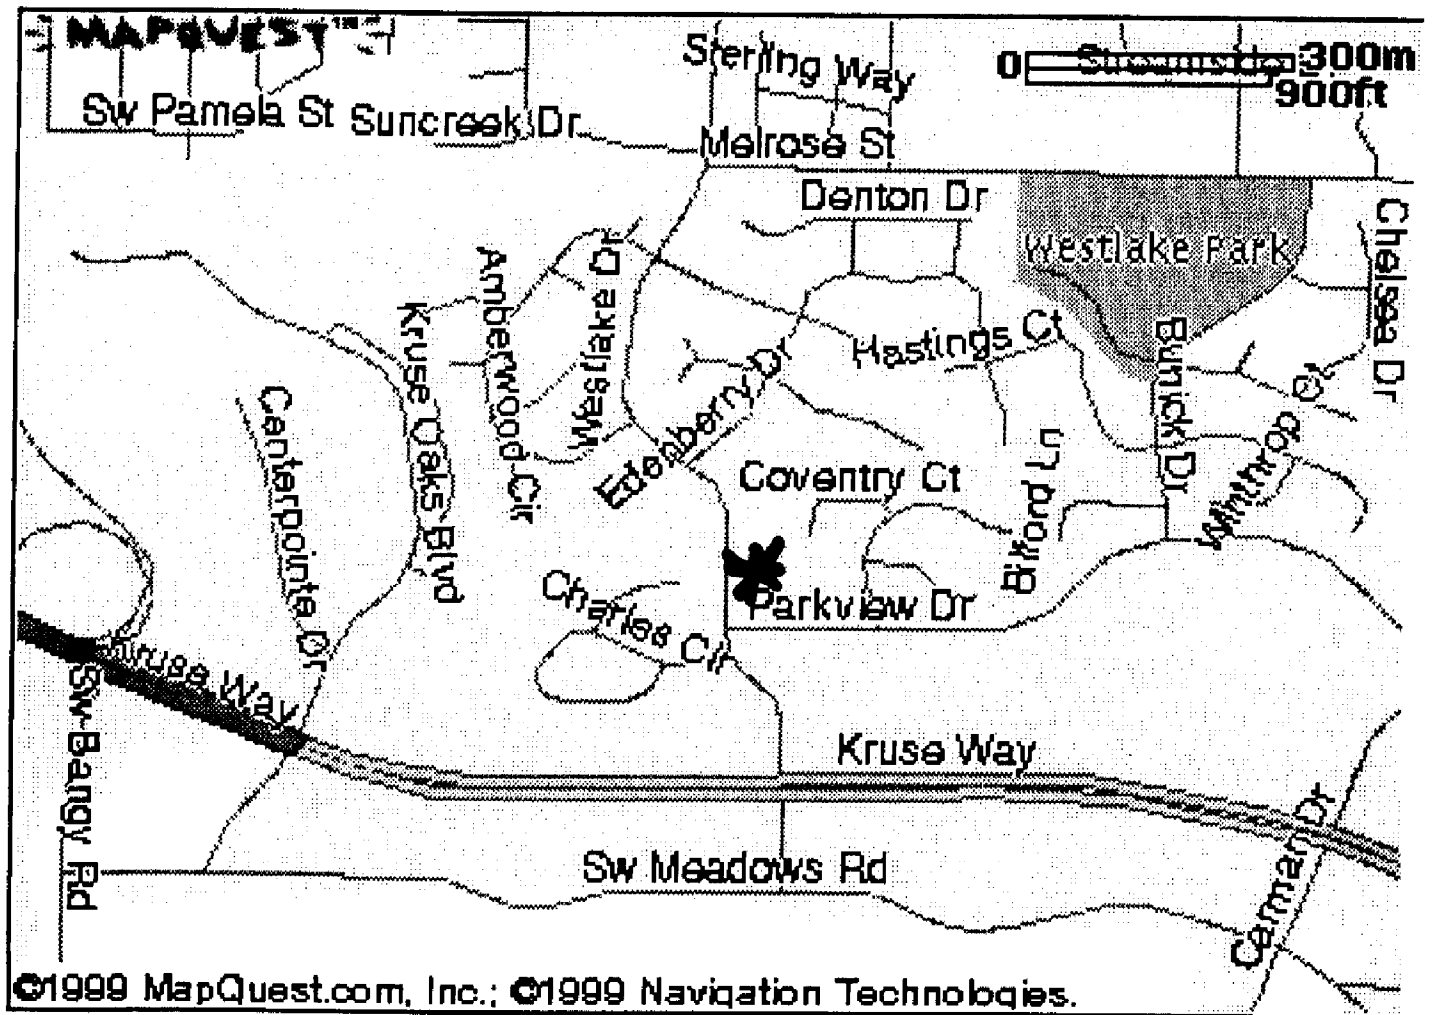 MAPQUEST™
Sterling Way
0
300m
900ft
Sw Pamela St
Suncreek Dr
Melrose St
Denton Dr
Westlake Park
Chelsea Dr
Amberwood Cir
Westlake Dr
Kruse Oaks Blvd
Hastings Ct
Burnick Dr
Edenberry Dr
Centerpointe Dr
Winthrop Ct
Coventry Ct
Bilford Ln
Charles Cir
Parkview Dr
Kruse Way
Sw Bangy Rd
Kruse Way
Carman Dr
Sw Meadows Rd
©1999 MapQuest.com, Inc.; ©1999 Navigation Technologies.